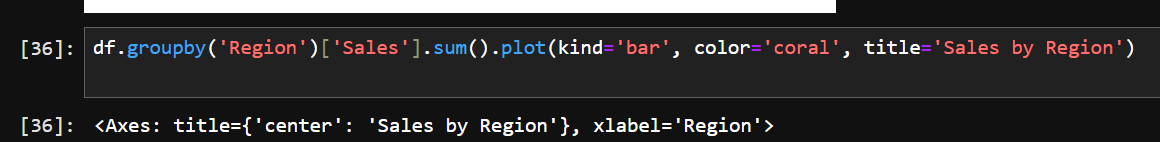 [36]: df.groupby('Region')['Sales'].sum().plot(kind='bar', color='coral', title='Sales by Region')
[36]: <Axes: title={'center': 'Sales by Region'}, xlabel='Region'>